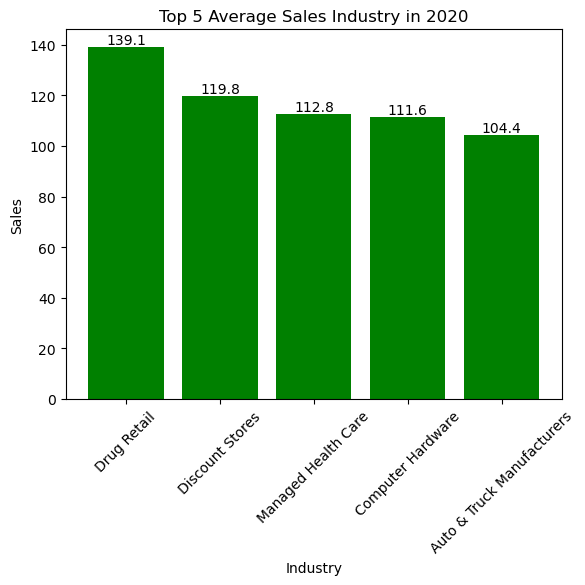 Top 5 Average Sales Industry in 2020
Sales
140
120
100
80
60
40
20
0
139.1
119.8
112.8
111.6
104.4
Drug Retail
Discount Stores
Managed Health Care
Computer Hardware
Auto & Truck Manufacturers
Industry